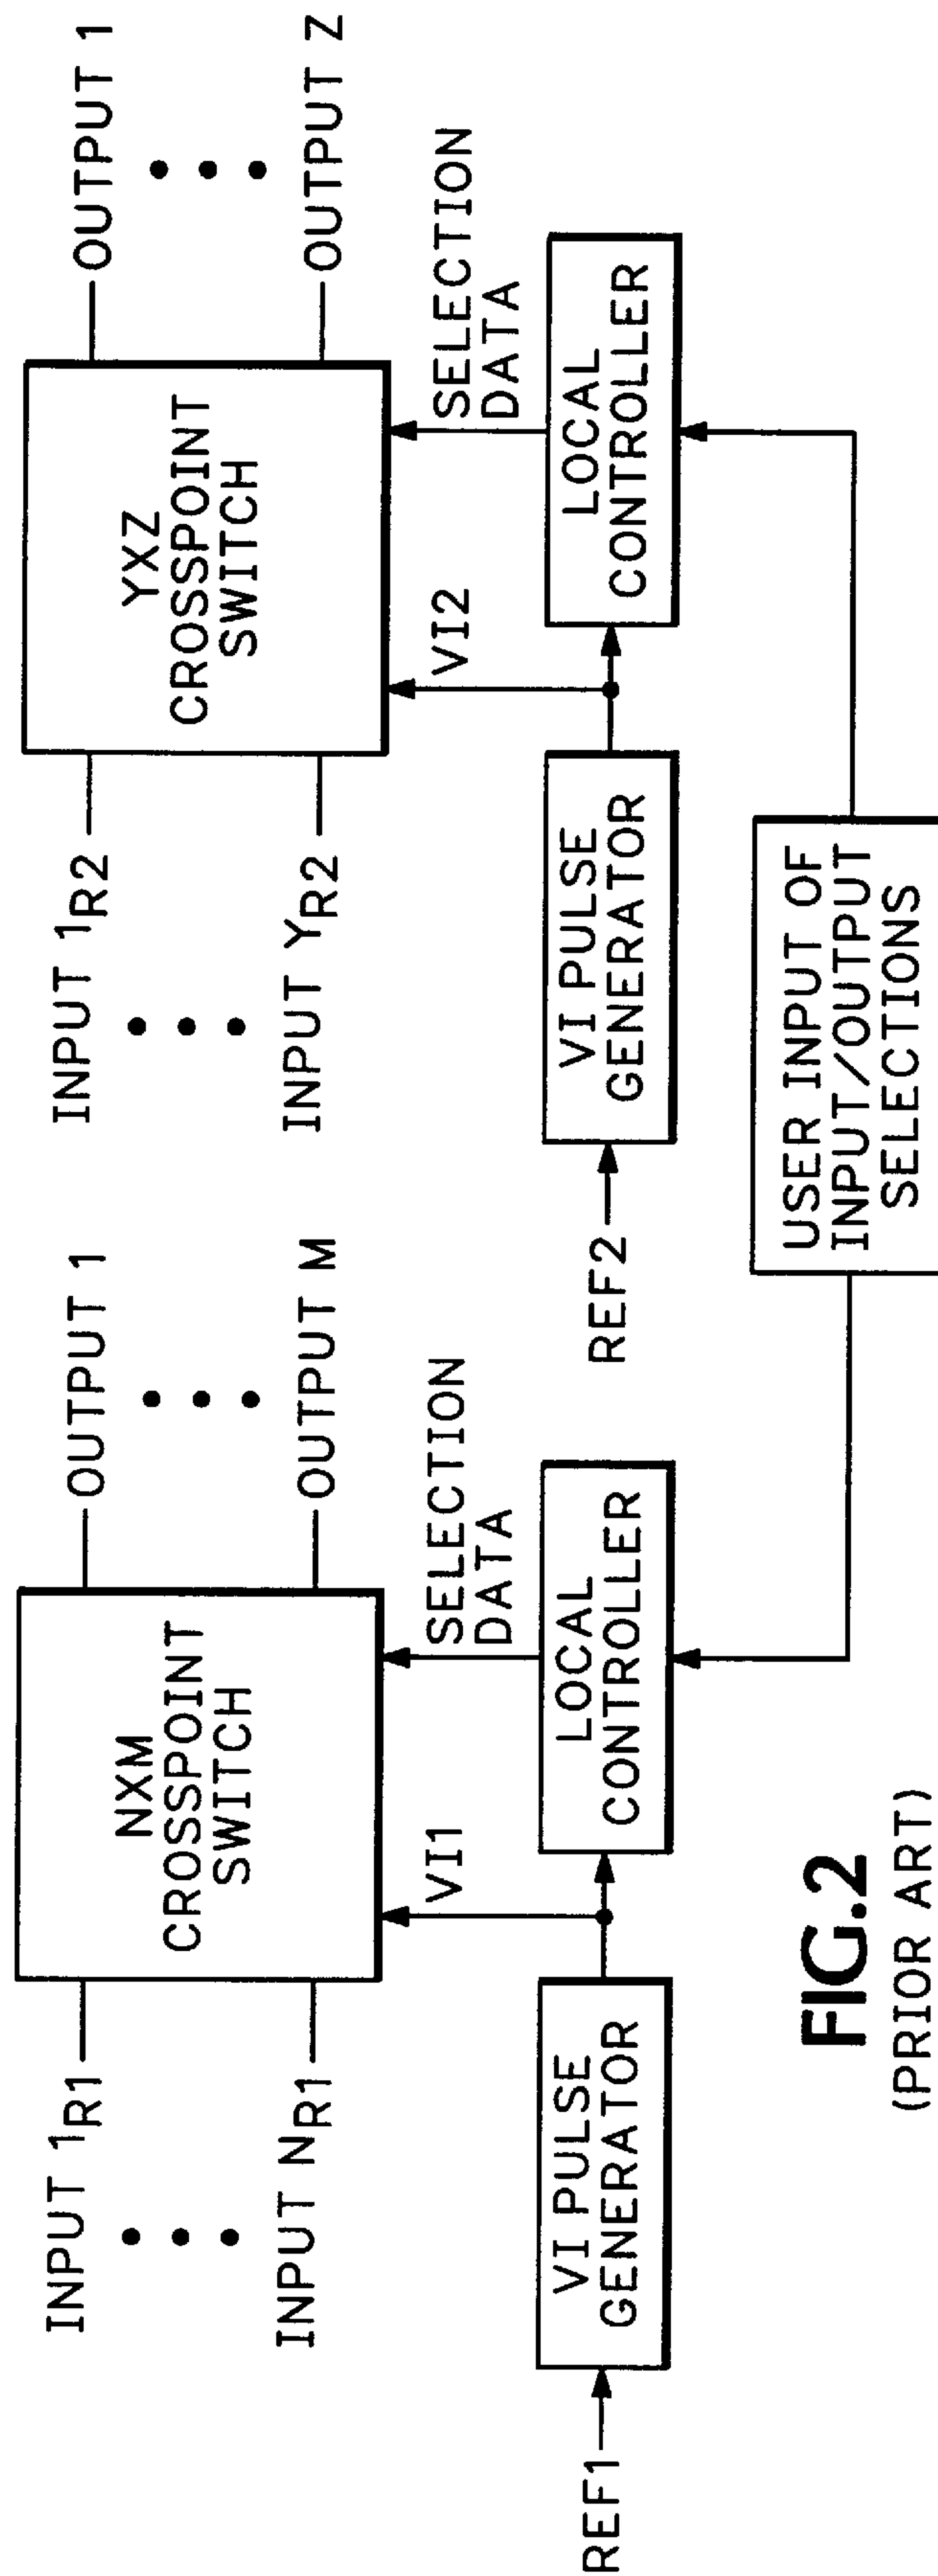 INPUT 1R1
INPUT NR1
NXM
CROSSPOINT
SWITCH
OUTPUT 1
OUTPUT M
VI1
SELECTION
DATA
REF1
VI PULSE
GENERATOR
LOCAL
CONTROLLER
INPUT 1R2
INPUT YR2
YXZ
CROSSPOINT
SWITCH
OUTPUT 1
OUTPUT Z
VI2
SELECTION
DATA
REF2
VI PULSE
GENERATOR
LOCAL
CONTROLLER
USER INPUT OF
INPUT/OUTPUT
SELECTIONS
FIG.2
(PRIOR ART)